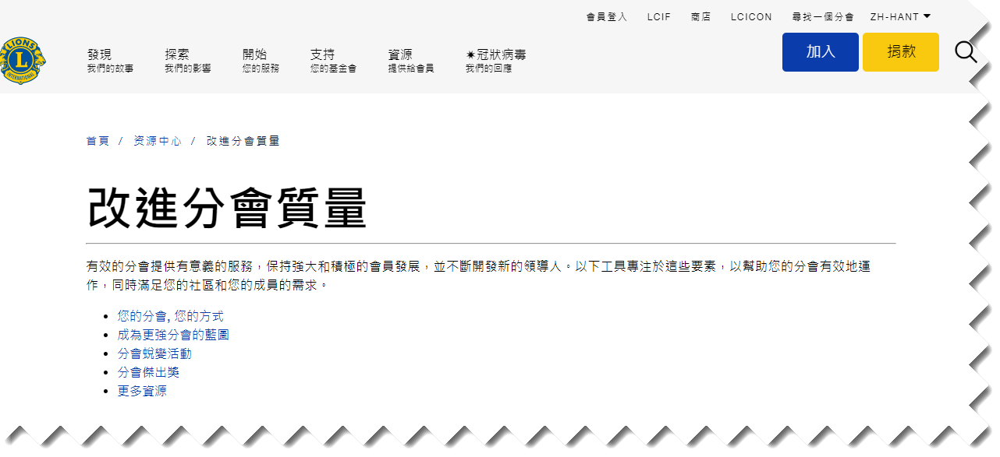 會員登入 LCIF 商店 LCICON 尋找一個分會 ZH-HANT
LIONS
L
INTERNATIONAL
發現 探索 開始 支持 資源 ✷冠狀病毒 加入 捐款
我們的故事 我們的影響 您的服務 您的基金會 提供給會員 我們的回應
首頁 / 资源中心 / 改進分會質量
改進分會質量
有效的分會提供有意義的服務，保持強大和積極的會員發展，並不斷開發新的領導人。以下工具專注於這些要素，以幫助您的分會有效地運
作，同時滿足您的社區和您的成員的需求。
• 您的分會, 您的方式
• 成為更強分會的藍圖
• 分會蛻變活動
• 分會傑出獎
• 更多資源